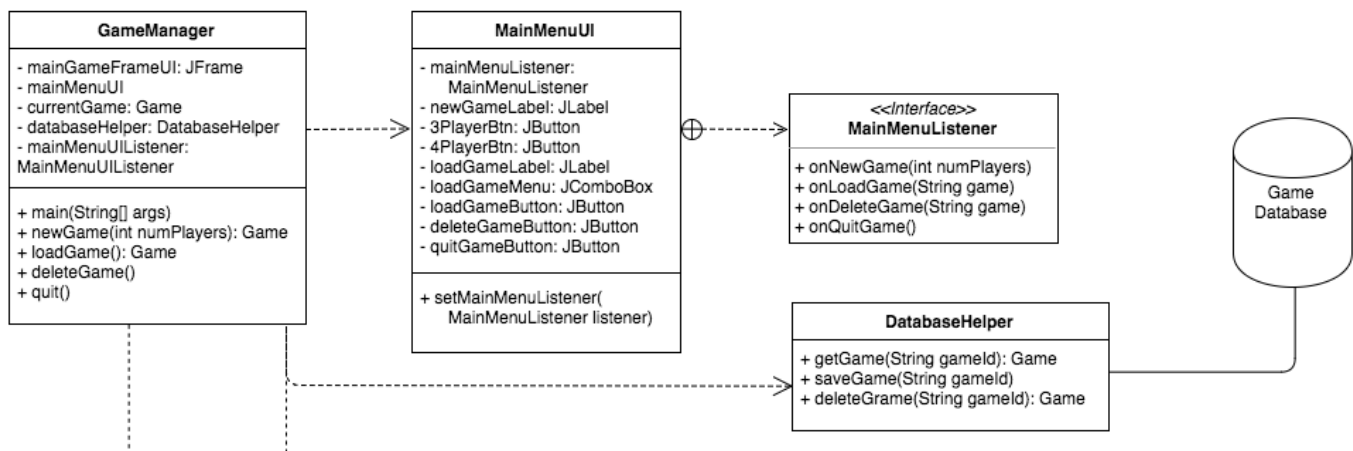 GameManager
- mainGameFrameUI: JFrame
- mainMenuUI
- currentGame: Game
- databaseHelper: DatabaseHelper
- mainMenuUIListener:
MainMenuUIListener
+ main(String[] args)
+ newGame(int numPlayers): Game
+ loadGame(): Game
+ deleteGame()
+ quit()
MainMenuUI
- mainMenuListener:
MainMenuListener
- newGameLabel: JLabel
- 3PlayerBtn: JButton
- 4PlayerBtn: JButton
- loadGameLabel: JLabel
- loadGameMenu: JComboBox
- loadGameButton: JButton
- deleteGameButton: JButton
- quitGameButton: JButton
+ setMainMenuListener(
MainMenuListener listener)
<<Interface>>
MainMenuListener
+ onNewGame(int numPlayers)
+ onLoadGame(String game)
+ onDeleteGame(String game)
+ onQuitGame()
Game
Database
DatabaseHelper
+ getGame(String gameId): Game
+ saveGame(String gameId)
+ deleteGrame(String gameId): Game